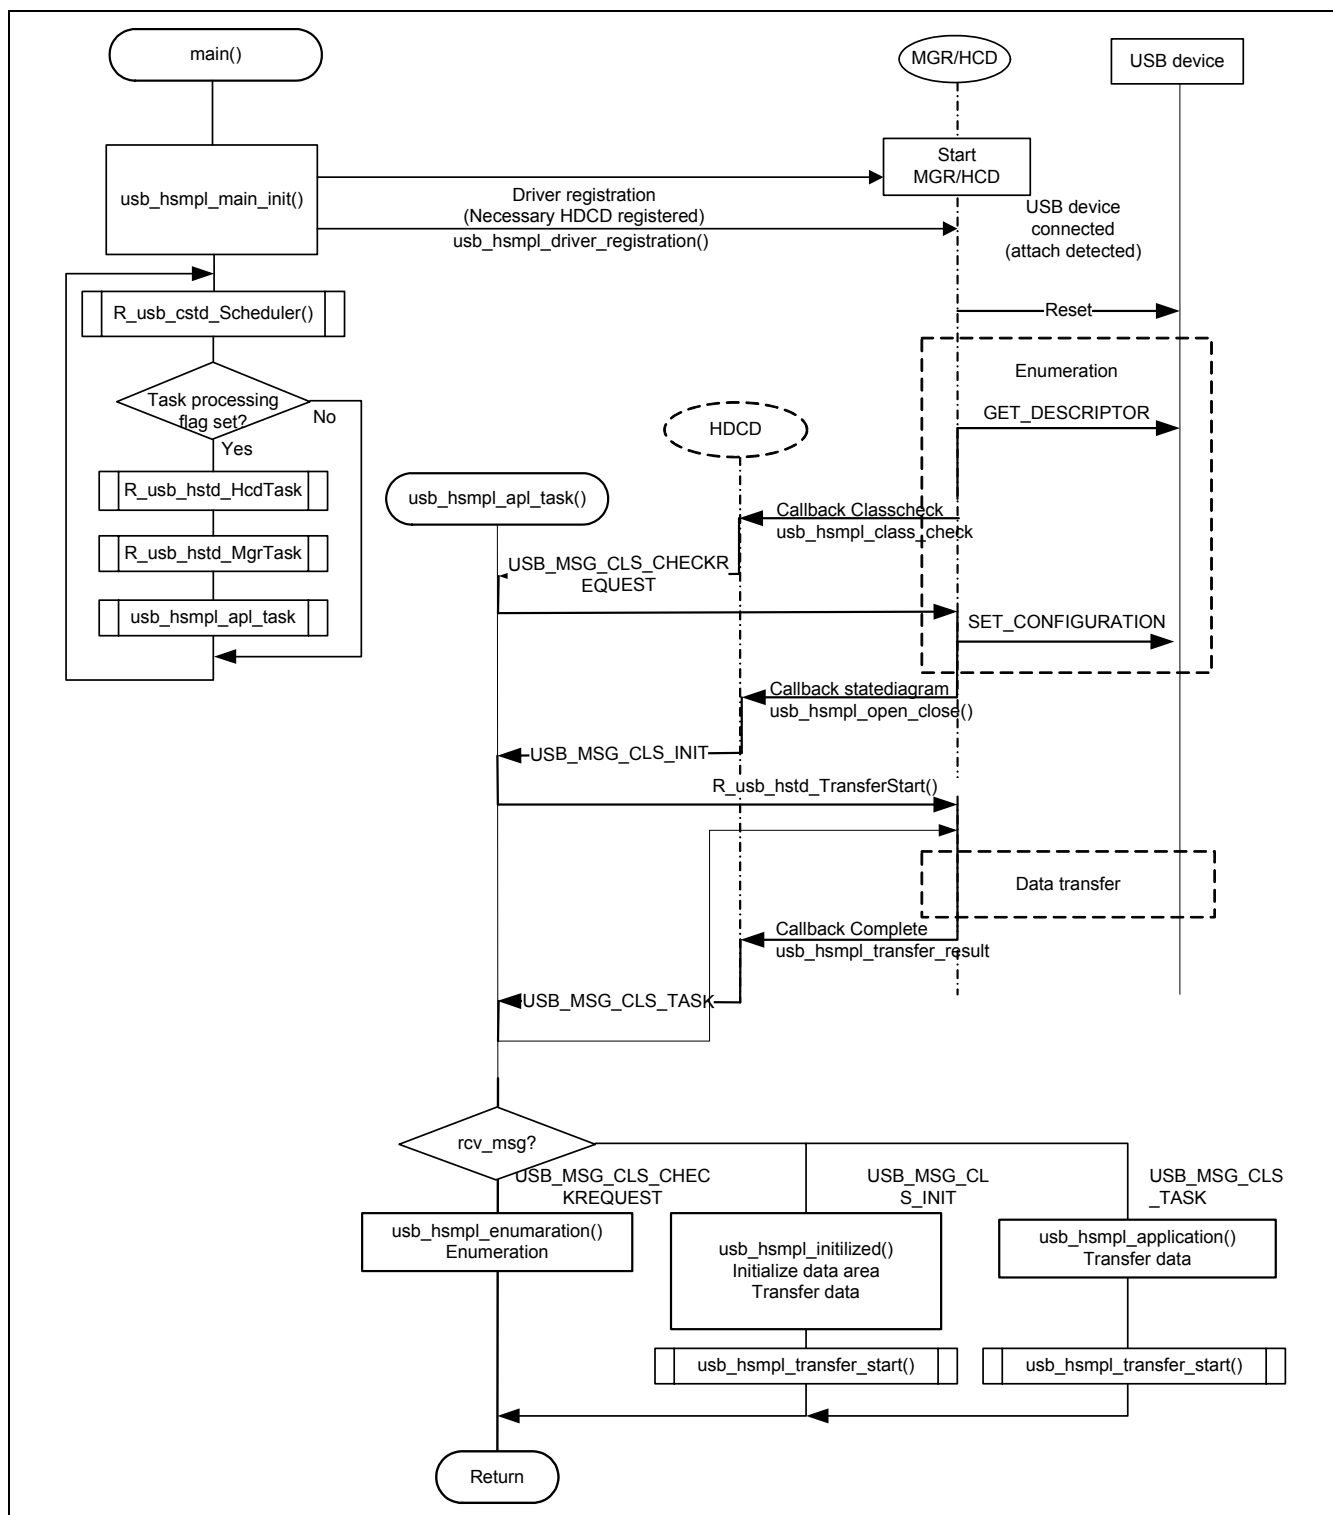 main()
MGR/HCD
USB device
usb_hsmpl_main_init()
Start
MGR/HCD
Driver registration
(Necessary HDCD registered)
usb_hsmpl_driver_registration()
USB device
connected
(attach detected)
R_usb_cstd_Scheduler()
Reset
Enumeration
Task processing
flag set?
No
Yes
GET_DESCRIPTOR
HDCD
R_usb_hstd_HcdTask
usb_hsmpl_apl_task()
Callback Classcheck
usb_hsmpl_class_check
R_usb_hstd_MgrTask
USB_MSG_CLS_CHECKR
EQUEST
usb_hsmpl_apl_task
SET_CONFIGURATION
Callback statediagram
usb_hsmpl_open_close()
USB_MSG_CLS_INIT
R_usb_hstd_TransferStart()
Data transfer
Callback Complete
usb_hsmpl_transfer_result
USB_MSG_CLS_TASK
rcv_msg?
USB_MSG_CLS_CHEC
KREQUEST
USB_MSG_CL
S_INIT
USB_MSG_CLS
_TASK
usb_hsmpl_enumaration()
Enumeration
usb_hsmpl_initilized()
Initialize data area
Transfer data
usb_hsmpl_application()
Transfer data
usb_hsmpl_transfer_start()
usb_hsmpl_transfer_start()
Return